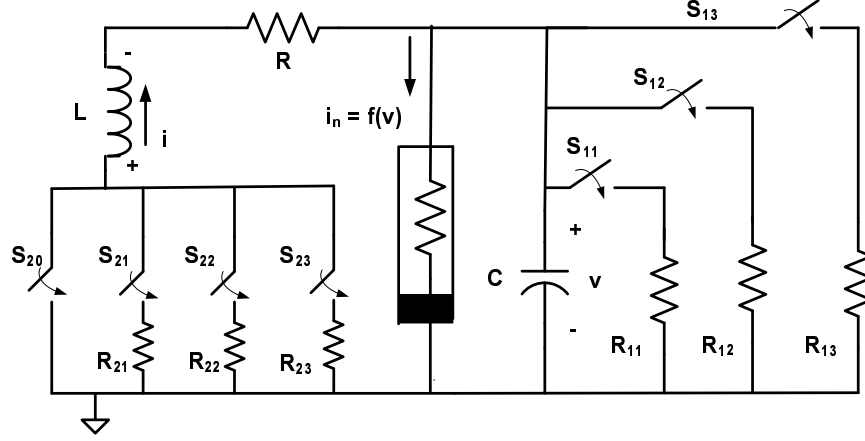 S₁₃
-
R
S₁₂
L
i
iₙ = f(v)
S₁₁
+
+
S₂₀
S₂₁
S₂₂
S₂₃
C
v
-
R₂₁
R₂₂
R₂₃
R₁₁
R₁₂
R₁₃